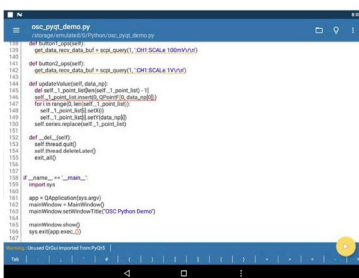 osc_pyqt_demo.py
/storage/emulated/0/Python/osc_pyqt_demo.py
138 def button1_ops(self):
139 get_data, recv_data_buf = scpi_query(1, ':CH1:SCALe 100mV\r\n')
140
141 def button2_ops(self):
142 get_data, recv_data_buf = scpi_query(1, ':CH1:SCALe 1V\r\n')
143
144 def updateValue(self, data_np):
145 del self._1_point_list[len(self._1_point_list) - 1]
146 self._1_point_list.insert(0, QPointF(0, data_np[0]))
147 for i in range(0, len(self._1_point_list)):
148 self._1_point_list[i].setX(i)
149 self._1_point_list[i].setY(data_np[i])
150 self.series.replace(self._1_point_list)
151
152 def __del__(self):
153 self.thread.quit()
154 self.thread.deleteLater()
155 exit_all()
156
157
158 if __name__ == '__main__':
159 import sys
160
161 app = QApplication(sys.argv)
162 mainWindow = MainWindow()
163 mainWindow.setWindowTitle("OSC Python Demo")
164
165 mainWindow.show()
166 sys.exit(app.exec_())
167
Warning : Unused QtGui imported from PyQt5
Tab